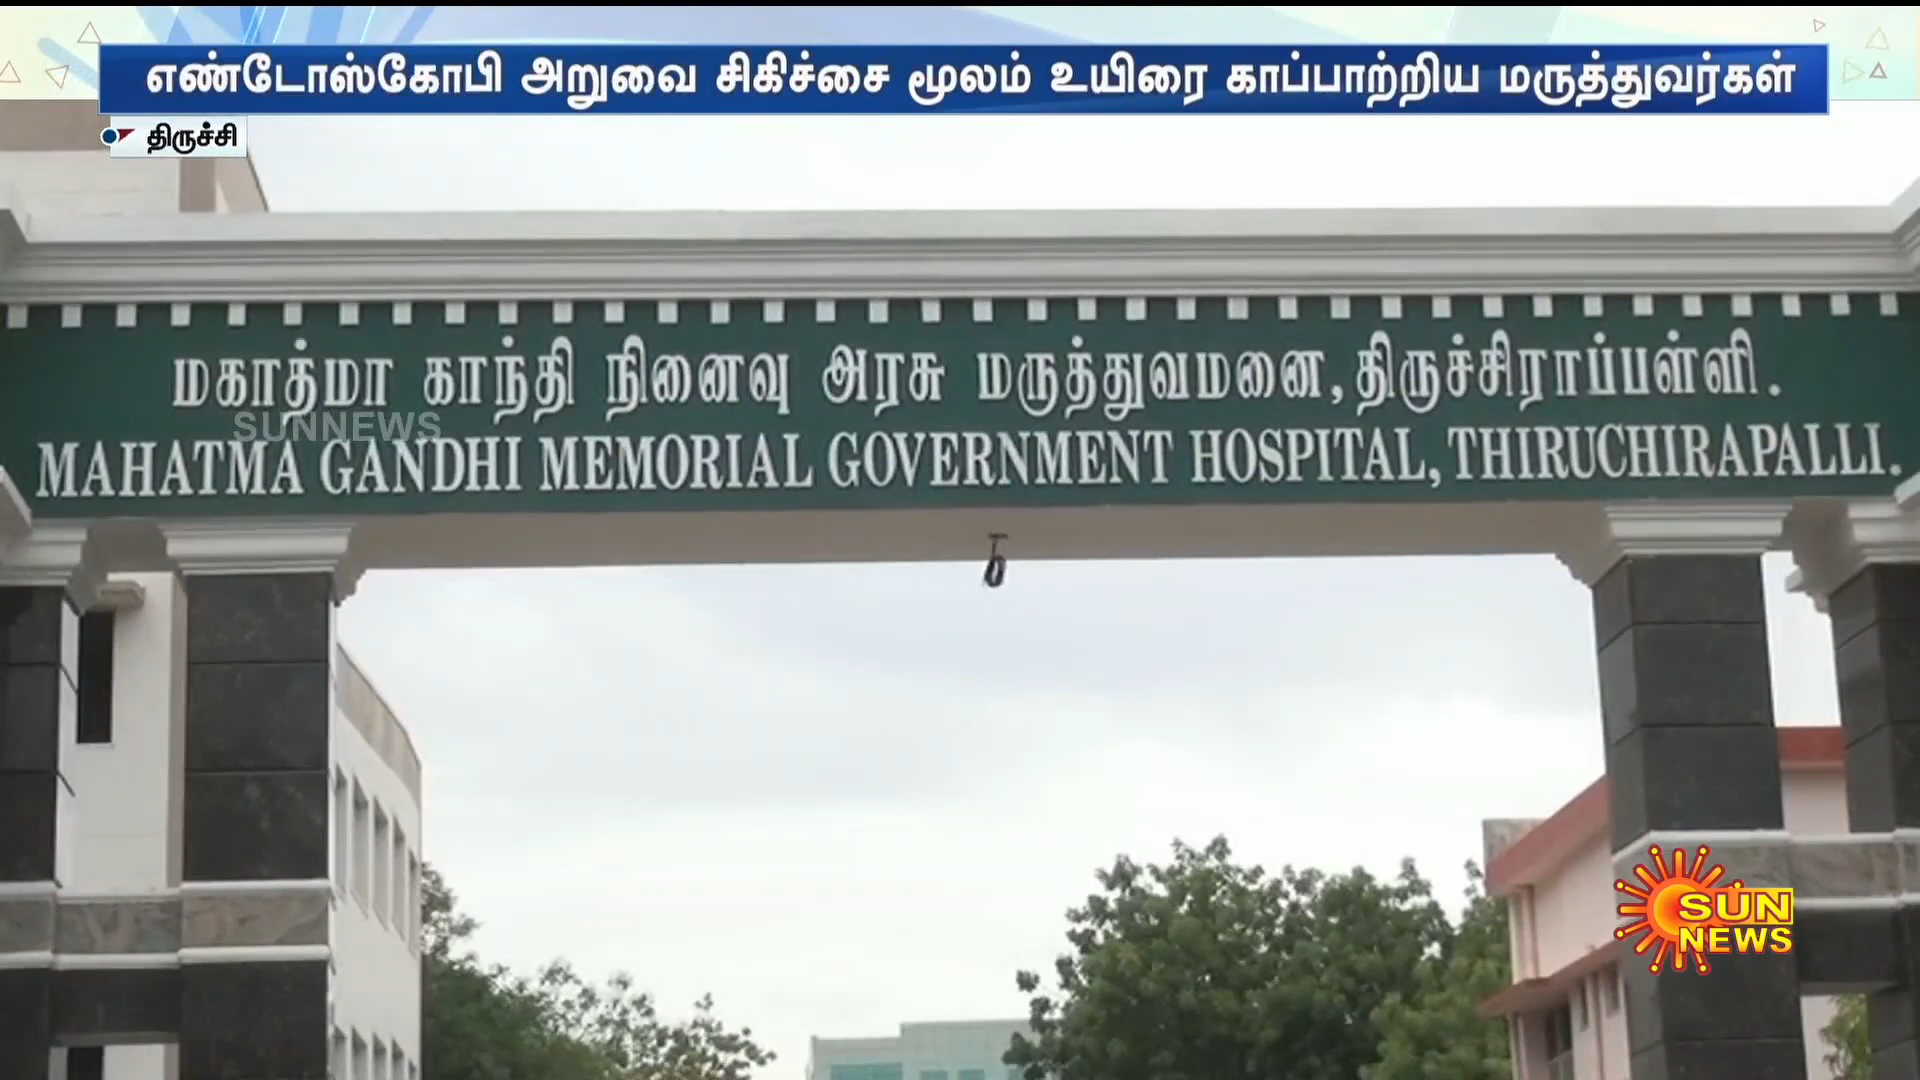 எண்டோஸ்கோபி அறுவை சிகிச்சை மூலம் உயிரை காப்பாற்றிய மருத்துவர்கள்
திருச்சி
மகாத்மா காந்தி நினைவு அரசு மருத்துவமனை, திருச்சிராப்பள்ளி.
SUNNEWS
MAHATMA GANDHI MEMORIAL GOVERNMENT HOSPITAL, THIRUCHIRAPALLI.
SUN
NEWS